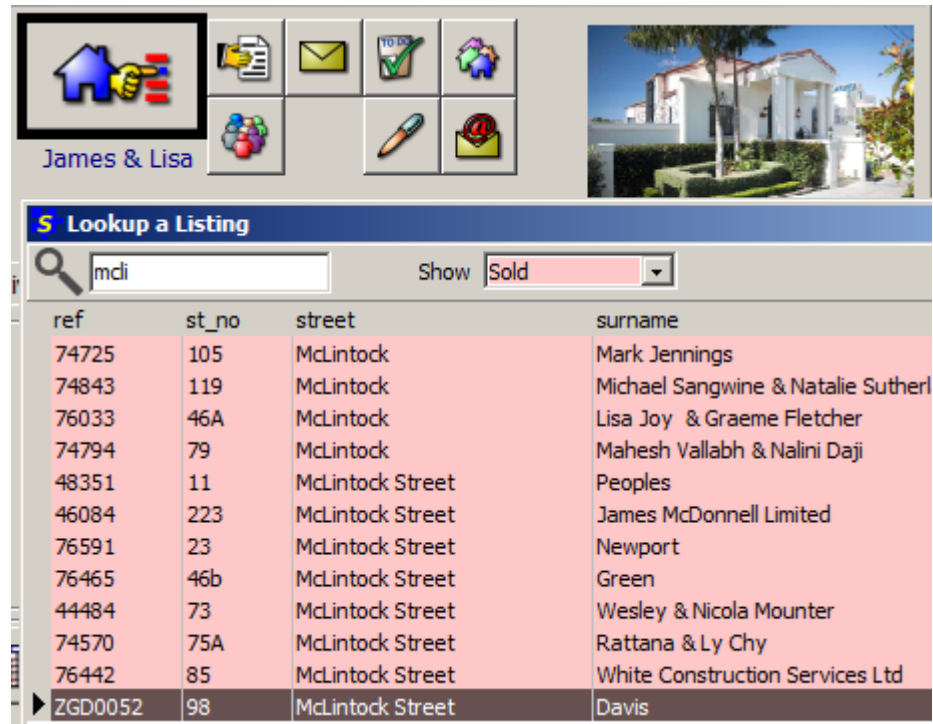 TO DO
James & Lisa
S Lookup a Listing
mcli Show Sold
ref st_no street surname
74725 105 McLintock Mark Jennings
74843 119 McLintock Michael Sangwine & Natalie Sutherl
76033 46A McLintock Lisa Joy & Graeme Fletcher
74794 79 McLintock Mahesh Vallabh & Nalini Daji
48351 11 McLintock Street Peoples
46084 223 McLintock Street James McDonnell Limited
76591 23 McLintock Street Newport
76465 46b McLintock Street Green
44484 73 McLintock Street Wesley & Nicola Mounter
74570 75A McLintock Street Rattana & Ly Chy
76442 85 McLintock Street White Construction Services Ltd
ZGD0052 98 McLintock Street Davis